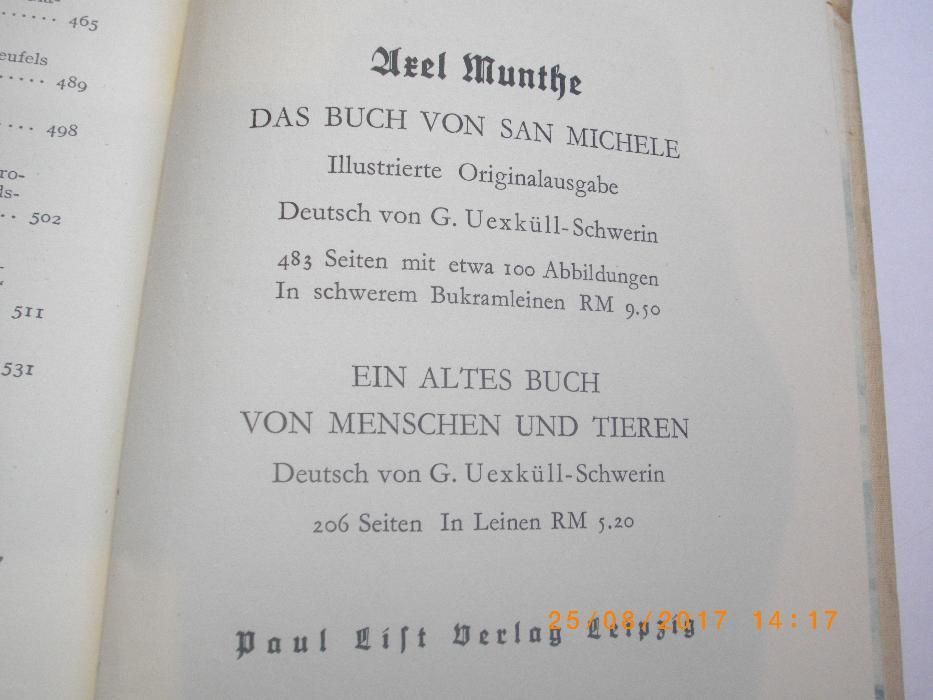 465
eufels
..... 489
.... 498
ro-
ls-
.. 502
511
531
Axel Munthe
DAS BUCH VON SAN MICHELE
Illustrierte Originalausgabe
Deutsch von G. Uexküll-Schwerin
483 Seiten mit etwa 100 Abbildungen
In schwerem Bukramleinen RM 9.50
EIN ALTES BUCH
VON MENSCHEN UND TIEREN
Deutsch von G. Uexküll-Schwerin
206 Seiten In Leinen RM 5.20
Paul List Verlag Leipzig
25/08/2017 14:17